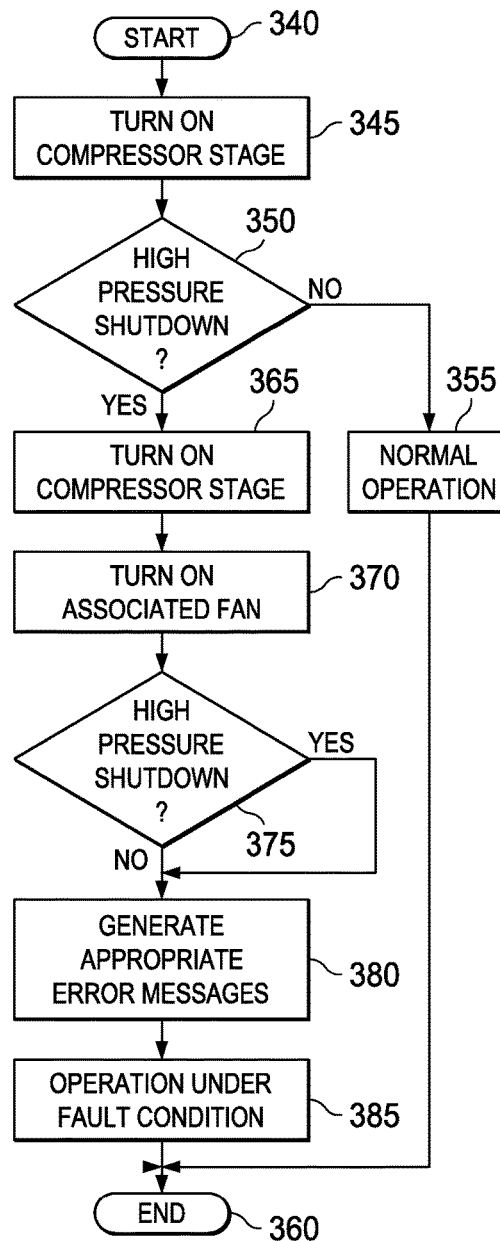 START
340
TURN ON
COMPRESSOR STAGE
345
350
HIGH
PRESSURE
SHUTDOWN
?
NO
YES
365
355
TURN ON
COMPRESSOR STAGE
NORMAL
OPERATION
TURN ON
ASSOCIATED FAN
370
HIGH
PRESSURE
SHUTDOWN
?
YES
375
NO
GENERATE
APPROPRIATE
ERROR MESSAGES
380
OPERATION UNDER
FAULT CONDITION
385
END
360